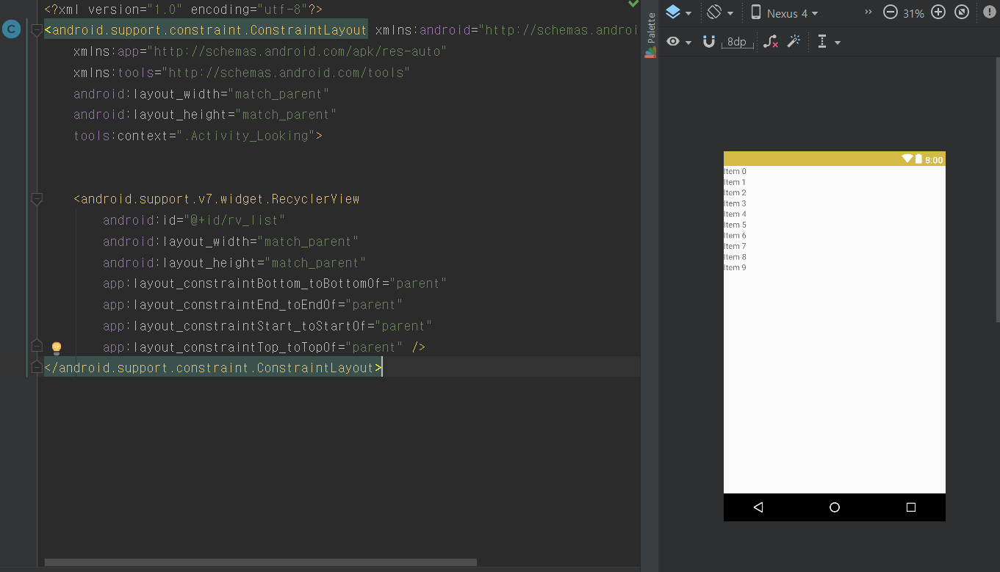 <?xml version="1.0" encoding="utf-8"?>
<android.support.constraint.ConstraintLayout xmlns:android="http://schemas.androi
xmlns:app="http://schemas.android.com/apk/res-auto"
xmlns:tools="http://schemas.android.com/tools"
android:layout_width="match_parent"
android:layout_height="match_parent"
tools:context=".Activity_Looking">
<android.support.v7.widget.RecyclerView
android:id="@+id/rv_list"
android:layout_width="match_parent"
android:layout_height="match_parent"
app:layout_constraintBottom_toBottomOf="parent"
app:layout_constraintEnd_toEndOf="parent"
app:layout_constraintStart_toStartOf="parent"
app:layout_constraintTop_toTopOf="parent" />
</android.support.constraint.ConstraintLayout>
C
Palette
Nexus 4
31%
8dp
8:00
Item 0
Item 1
Item 2
Item 3
Item 4
Item 5
Item 6
Item 7
Item 8
Item 9